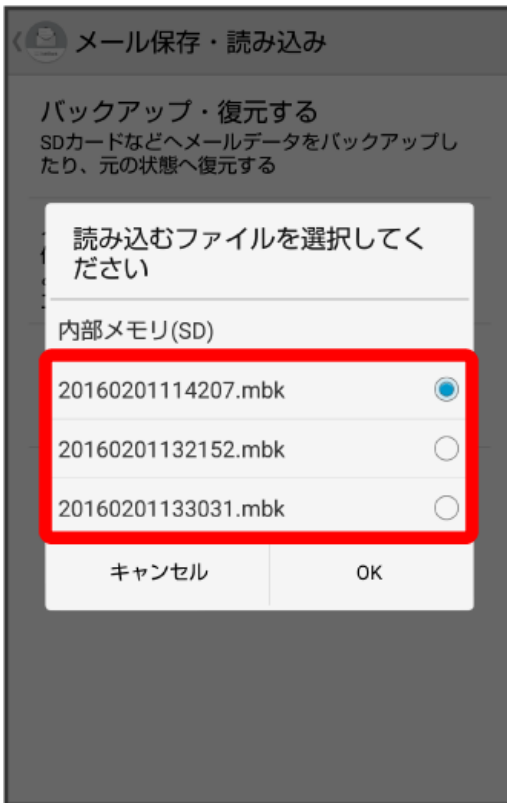 メール保存・読み込み
バックアップ・復元する
SDカードなどへメールデータをバックアップし
たり、元の状態へ復元する
読み込むファイルを選択してく
ださい
内部メモリ(SD)
20160201114207.mbk
20160201132152.mbk
20160201133031.mbk
キャンセル
OK